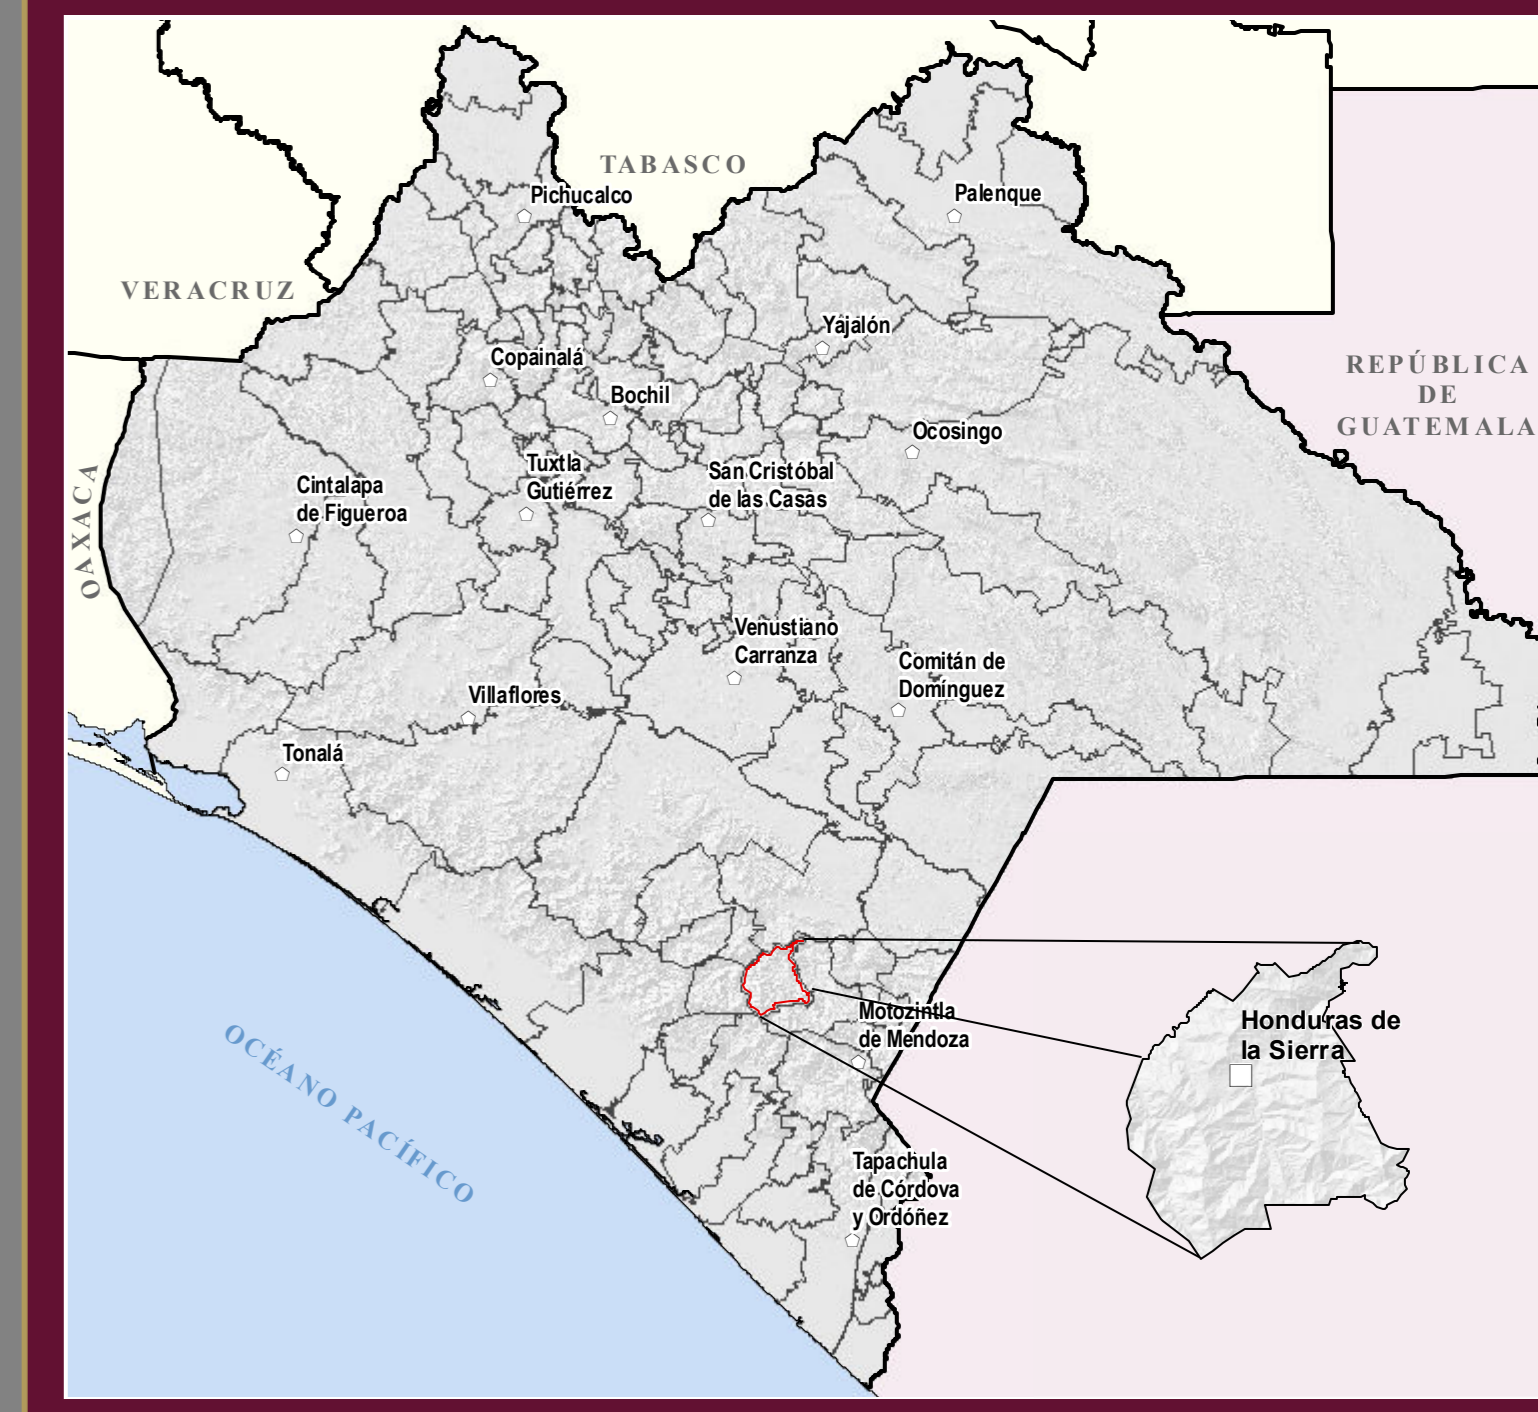 TABASCO
Pichucalco
Palenque
VERACRUZ
Yajalón
Copainalá
REPÚBLICA
DE
GUATEMALA
Bochil
Ocosingo
Tuxtla
Gutiérrez
San Cristóbal
de las Casas
Cintalapa
de Figueroa
OAXACA
Venustiano
Carranza
Comitán de
Domínguez
Villaflores
Tonalá
Motozintla
de Mendoza
Honduras de
la Sierra
OCÉANO PACÍFICO
Tapachula
de Córdova
y Ordóñez